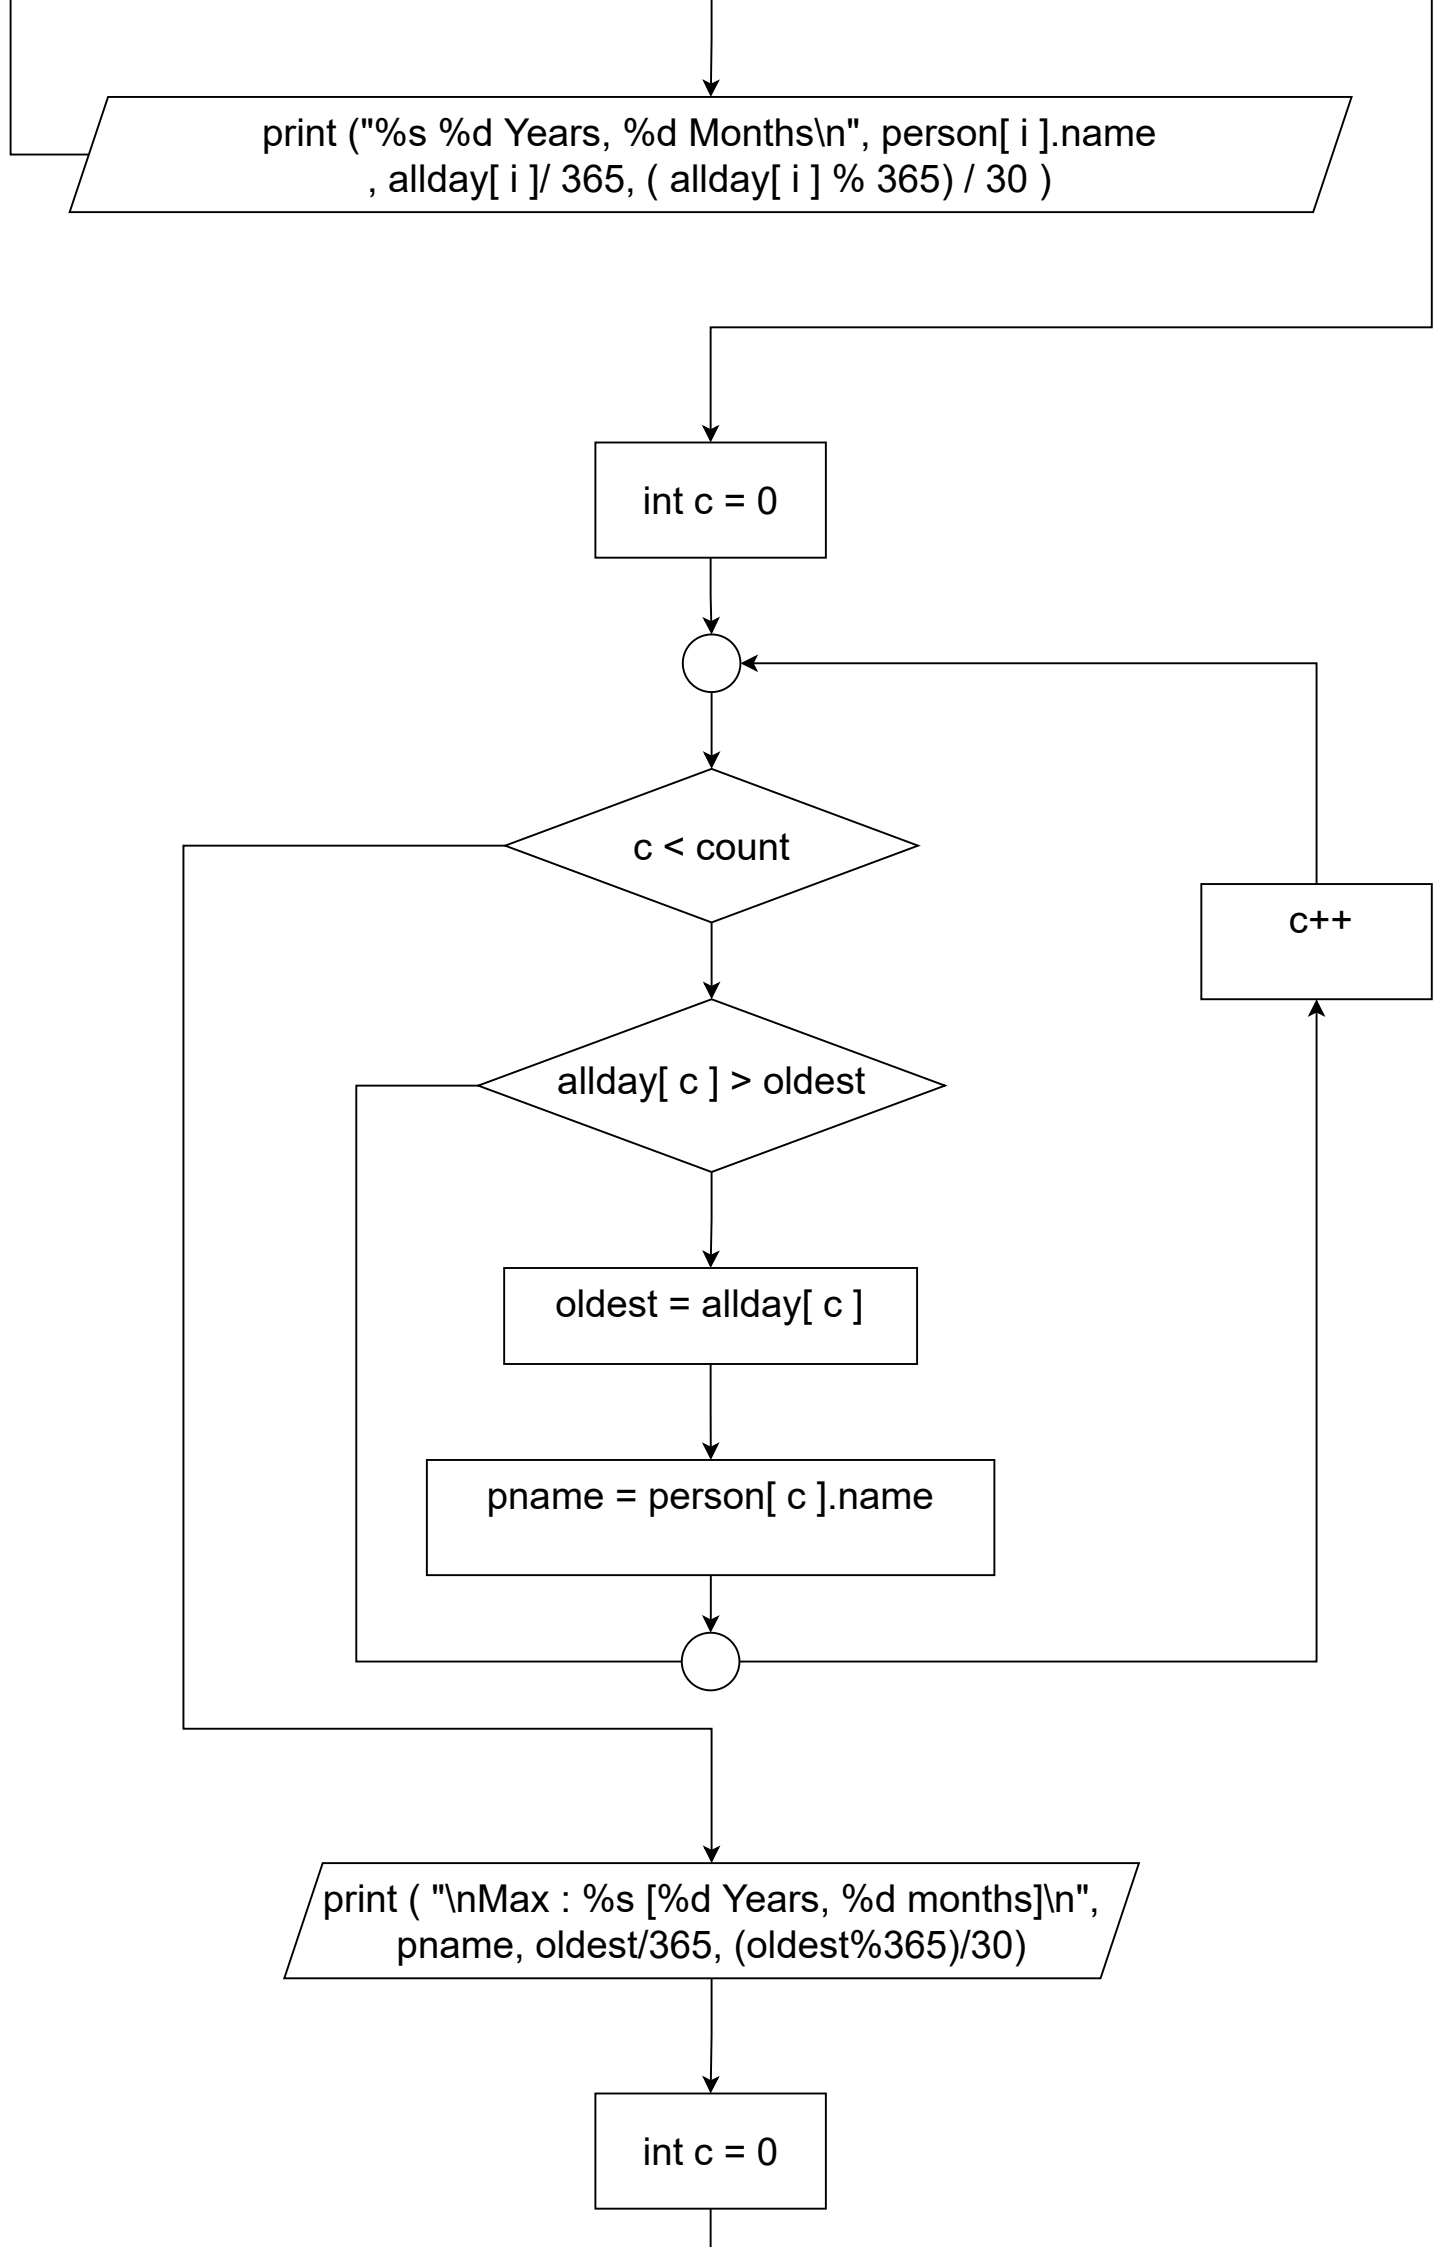 print ("%s %d Years, %d Months\n", person[ i ].name
, allday[ i ]/ 365, ( allday[ i ] % 365) / 30 )
int c = 0
c < count
c++
allday[ c ] > oldest
oldest = allday[ c ]
pname = person[ c ].name
print ( "\nMax : %s [%d Years, %d months]\n",
pname, oldest/365, (oldest%365)/30)
int c = 0